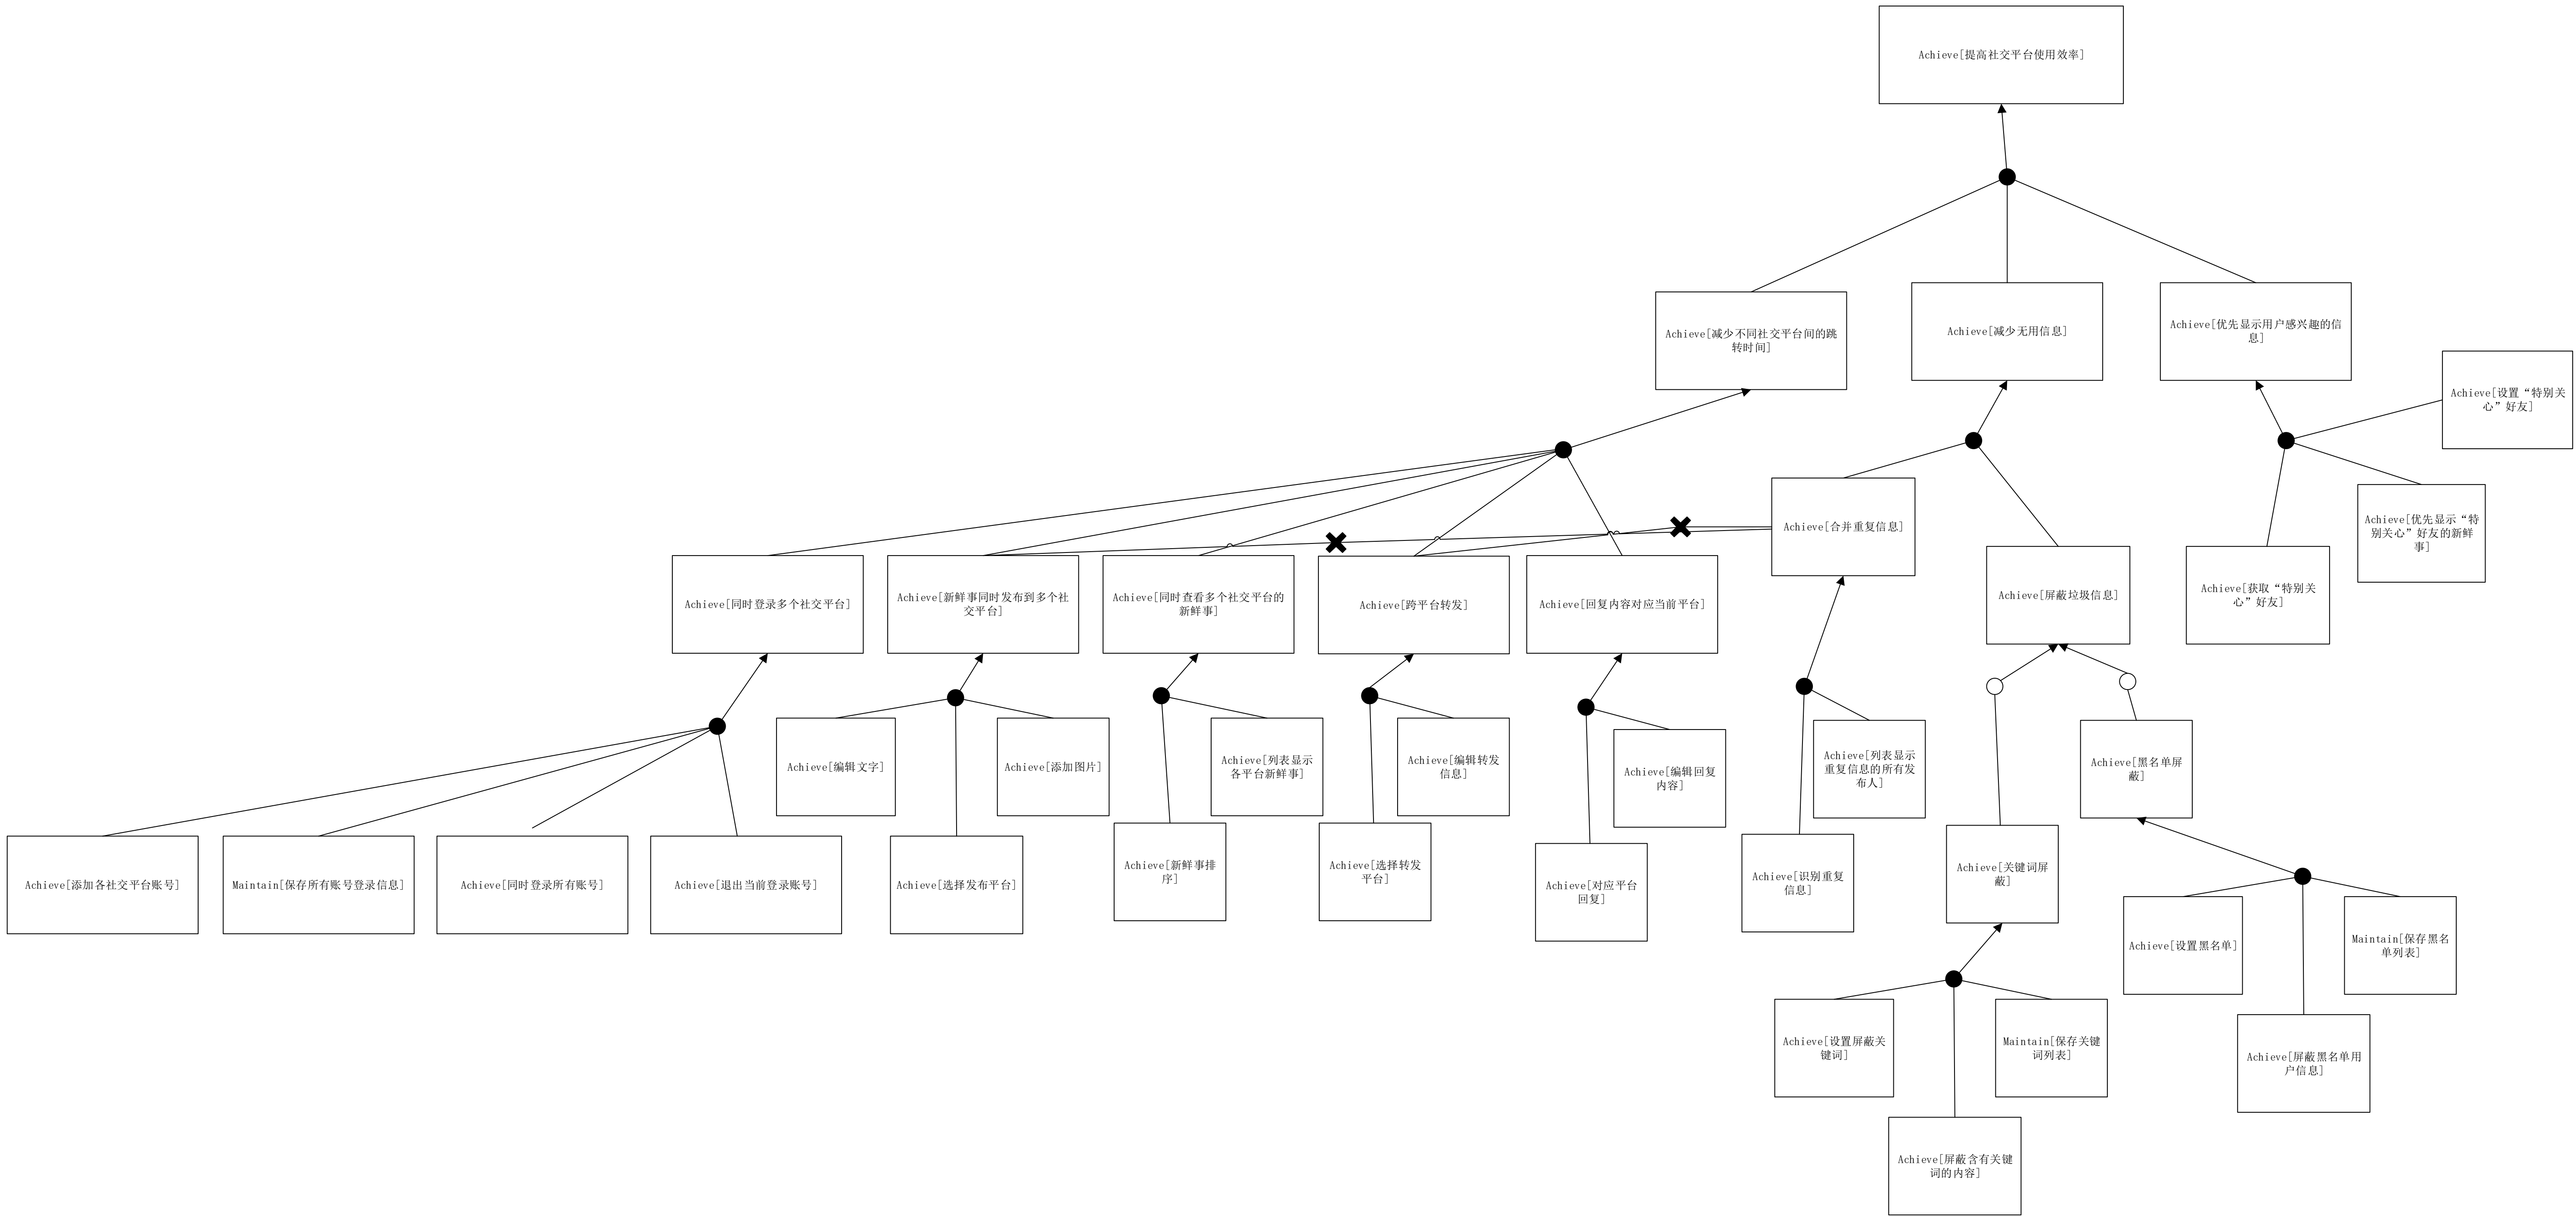 Achieve[提高社交平台使用效率]
Achieve[减少不同社交平台间的跳
转时间]
Achieve[减少无用信息]
Achieve[优先显示用户感兴趣的信
息]
Achieve[设置“特别关
心”好友]
Achieve[合并重复信息]
Achieve[优先显示“特
别关心”好友的新鲜
事]
Achieve[同时登录多个社交平台]
Achieve[新鲜事同时发布到多个社
交平台]
Achieve[同时查看多个社交平台的
新鲜事]
Achieve[跨平台转发]
Achieve[回复内容对应当前平台]
Achieve[屏蔽垃圾信息]
Achieve[获取“特别关
心”好友]
Achieve[编辑文字]
Achieve[添加图片]
Achieve[列表显示
各平台新鲜事]
Achieve[编辑转发
信息]
Achieve[编辑回复
内容]
Achieve[列表显示
重复信息的所有发
布人]
Achieve[黑名单屏
蔽]
Achieve[添加各社交平台账号]
Maintain[保存所有账号登录信息]
Achieve[同时登录所有账号]
Achieve[退出当前登录账号]
Achieve[选择发布平台]
Achieve[新鲜事排
序]
Achieve[选择转发
平台]
Achieve[对应平台
回复]
Achieve[识别重复
信息]
Achieve[关键词屏
蔽]
Achieve[设置黑名单]
Maintain[保存黑名
单列表]
Achieve[设置屏蔽关
键词]
Maintain[保存关键
词列表]
Achieve[屏蔽黑名单用
户信息]
Achieve[屏蔽含有关键
词的内容]